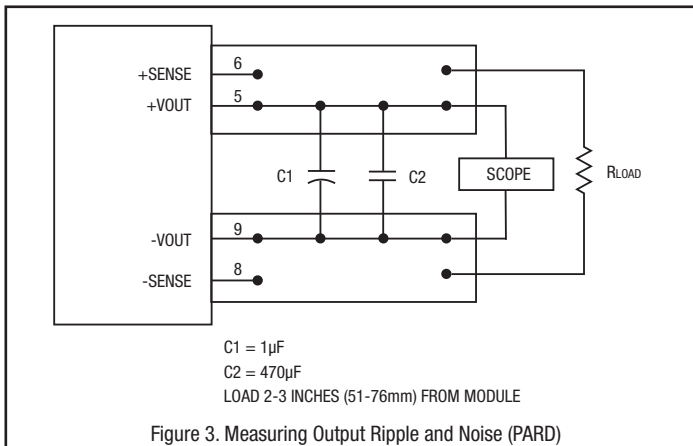 +SENSE 6
+VOUT 5
C1 C2 SCOPE RLOAD
-VOUT 9
-SENSE 8
C1 = 1µF
C2 = 470µF
LOAD 2-3 INCHES (51-76mm) FROM MODULE
Figure 3. Measuring Output Ripple and Noise (PARD)